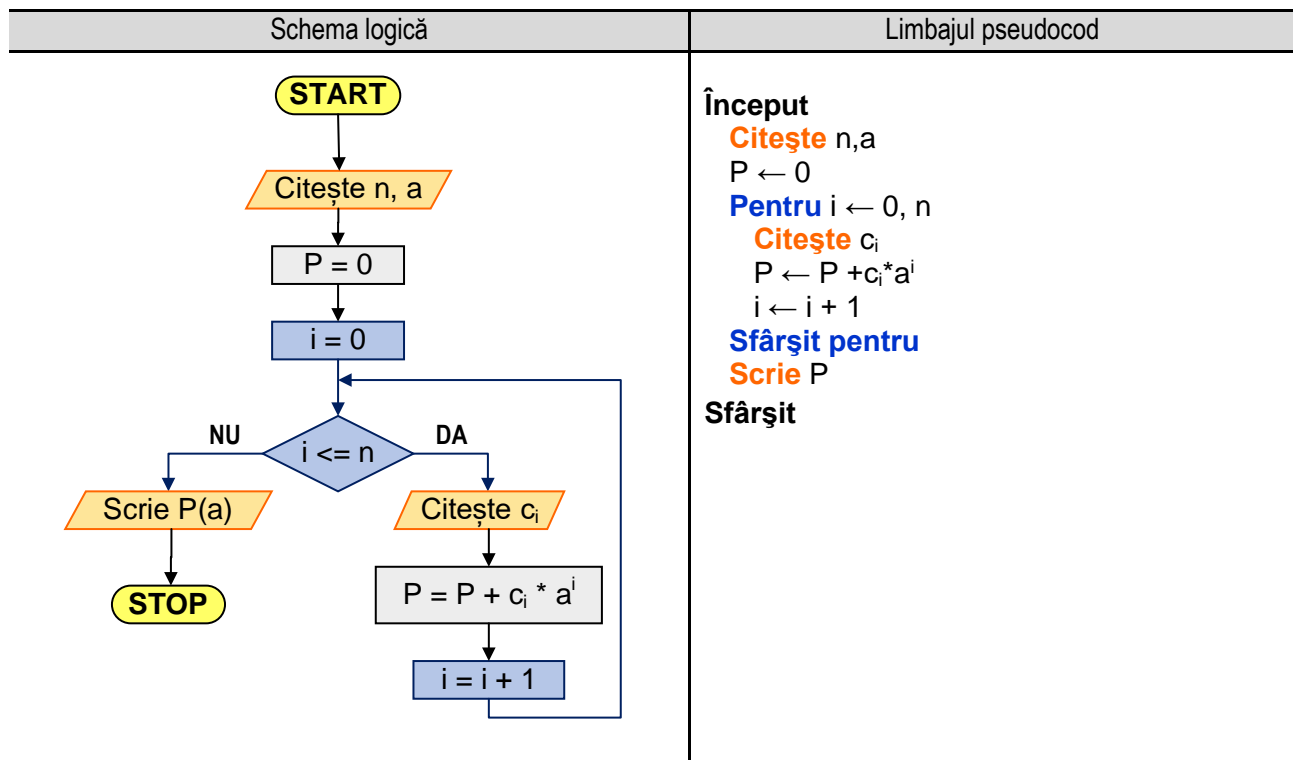 Schema logică
Limbajul pseudocod
START
Citește n, a
P = 0
i = 0
NU
DA
i <= n
Scrie P(a)
Citește cᵢ
P = P + cᵢ * aⁱ
STOP
i = i + 1
Început
Citeşte n,a
P ← 0
Pentru i ← 0, n
Citeşte cᵢ
P ← P +cᵢ*aⁱ
i ← i + 1
Sfârşit pentru
Scrie P
Sfârşit